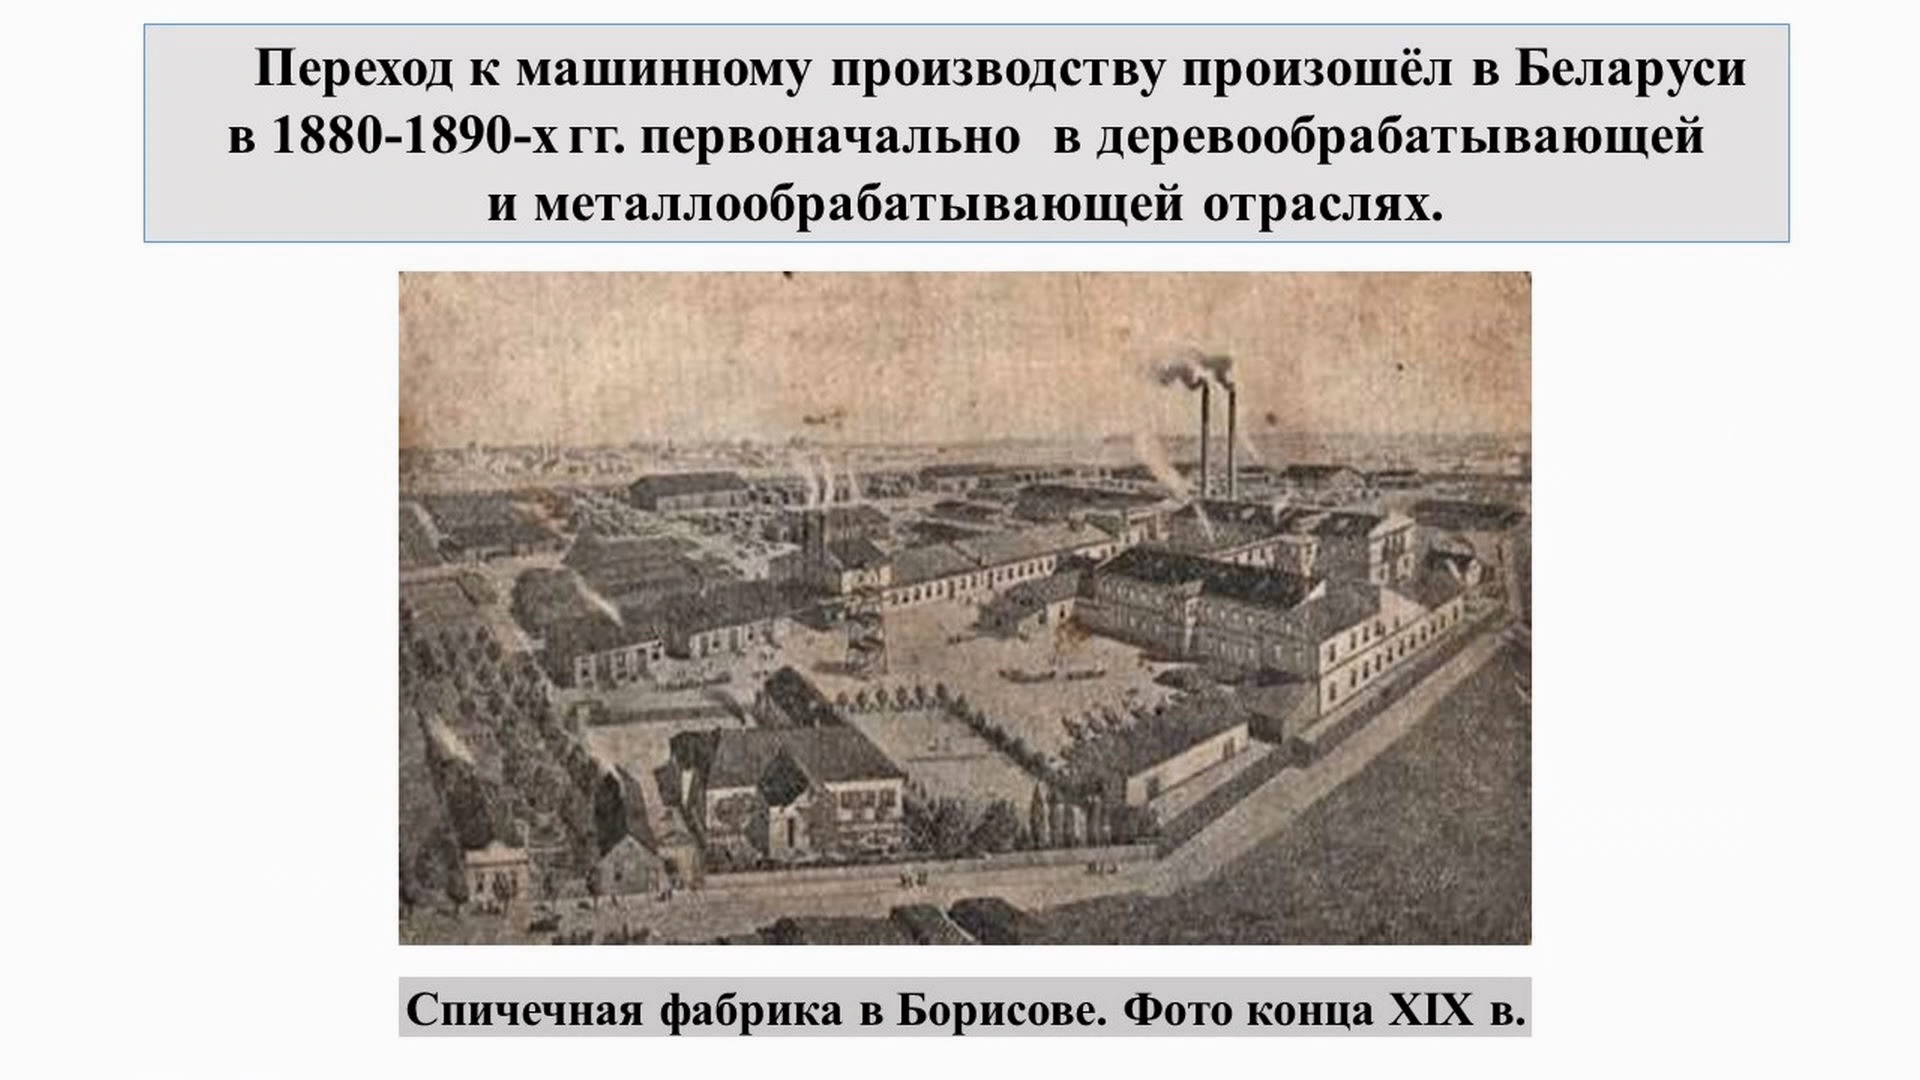 Переход к машинному производству произошёл в Беларуси
в 1880-1890-х гг. первоначально в деревообрабатывающей
и металлообрабатывающей отраслях.
Спичечная фабрика в Борисове. Фото конца XIX в.